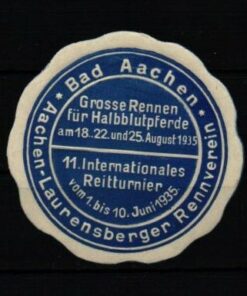 * Bad Aachen *
Grosse Rennen
für Halbblutpferde
am 18.22.und 25.August 1935
11.Internationales
Reitturnier
vom 1. bis 10. Juni 1935.
Aachen-Laurensberger Rennverein